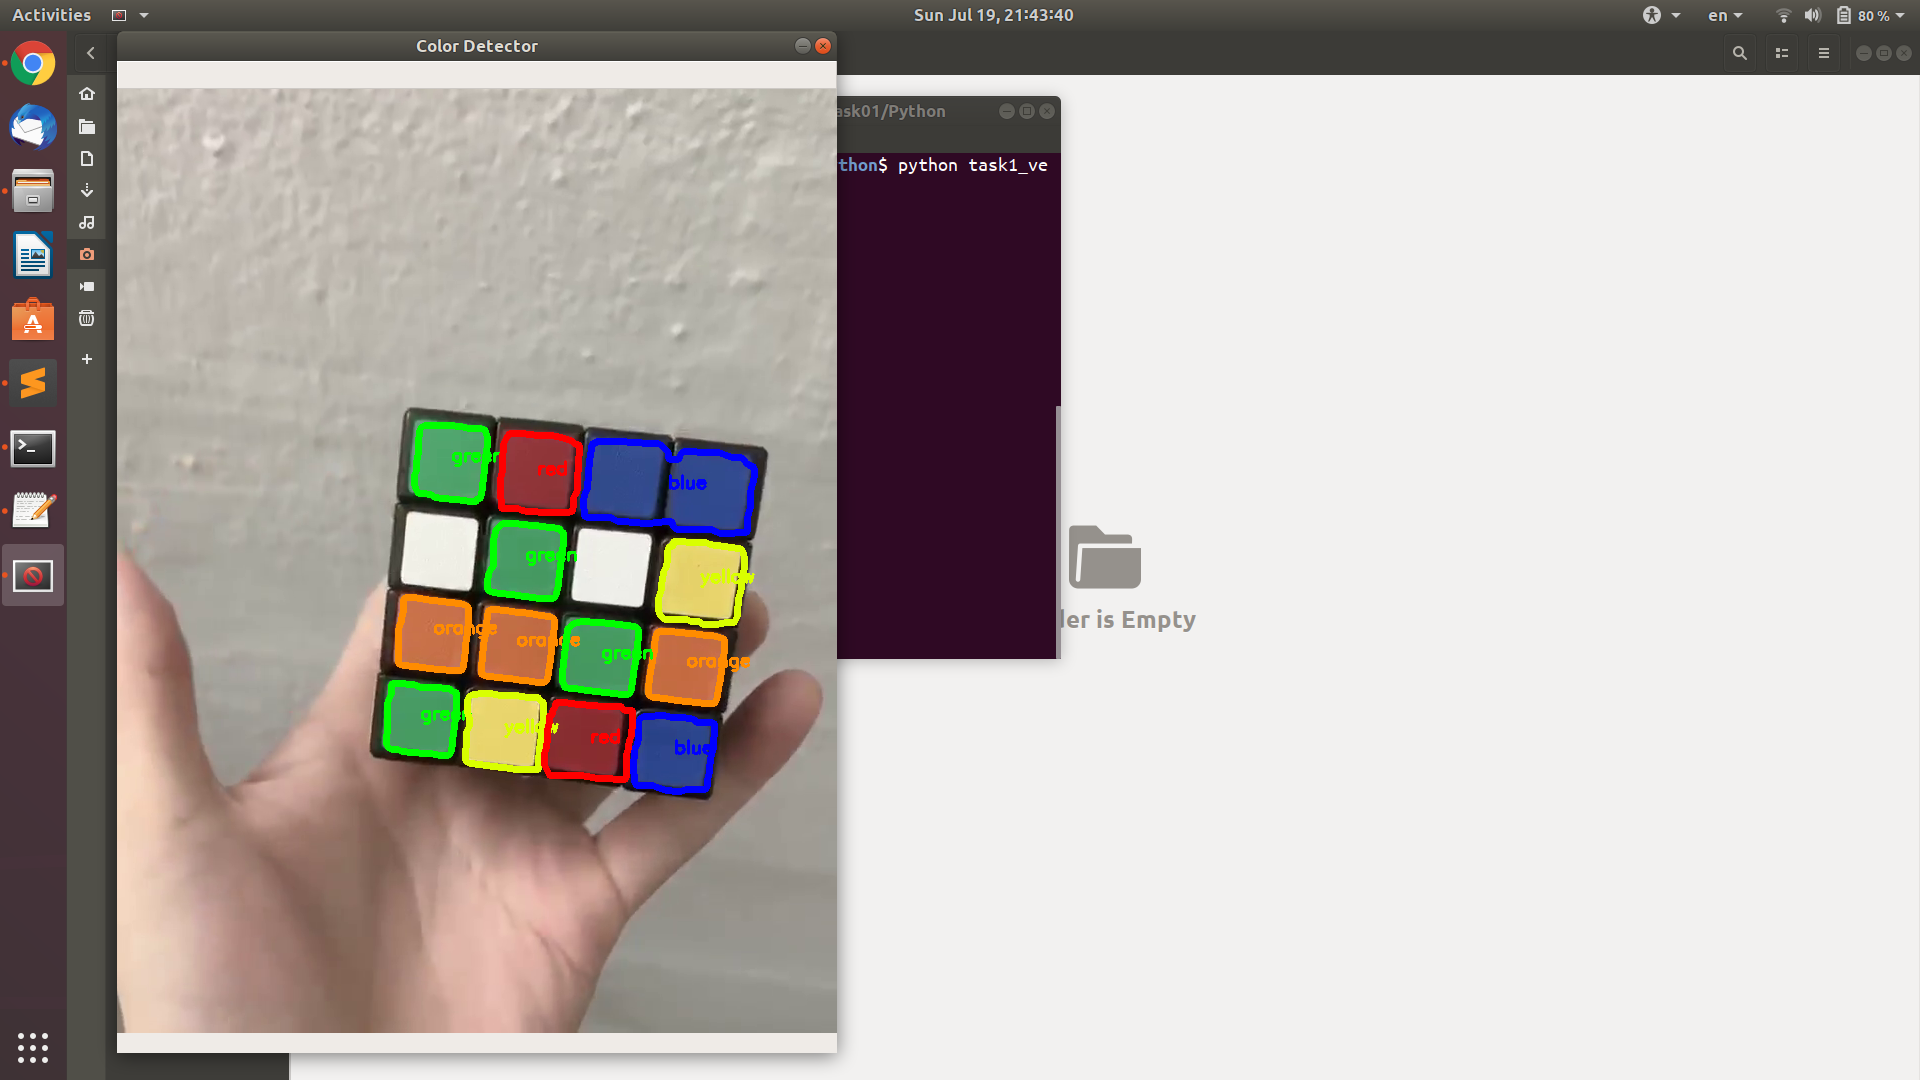 Activities
Sun Jul 19, 21:43:40
en
80 %
Color Detector
ask01/Python
thon$ python task1_ve
green
red
blue
green
yellow
orange
orange
green
orange
green
yellow
red
blue
der is Empty